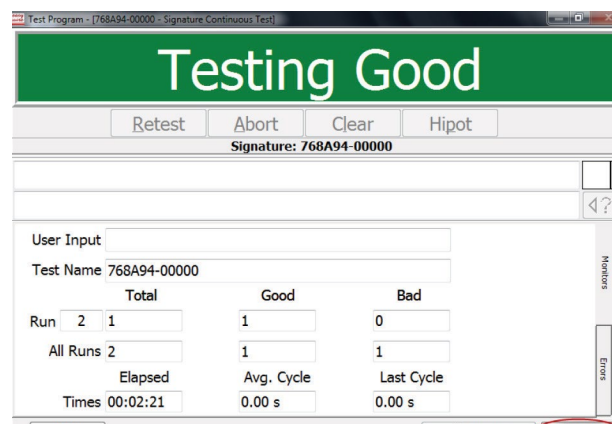 Test Program - [768A94-00000 - Signature Continuous Test]
Testing Good
Retest Abort Clear Hipot
Signature: 768A94-00000
User Input
Test Name 768A94-00000
Total Good Bad
Run 2 1 1 0
All Runs 2 1 1
Elapsed Avg. Cycle Last Cycle
Times 00:02:21 0.00 s 0.00 s
Monitors
Errors